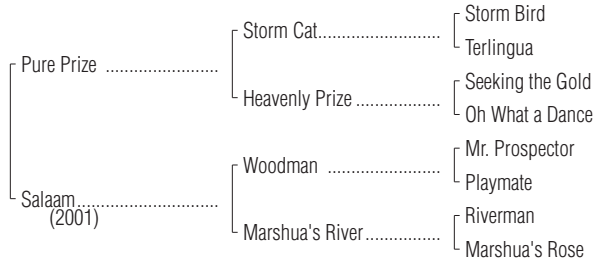 Storm Bird
Storm Cat..........................
Terlingua
Pure Prize ........................
Seeking the Gold
Heavenly Prize ..................
Oh What a Dance
Mr. Prospector
Woodman ........................
Playmate
Salaam..............................
(2001)
Riverman
Marshua's River................
Marshua's Rose